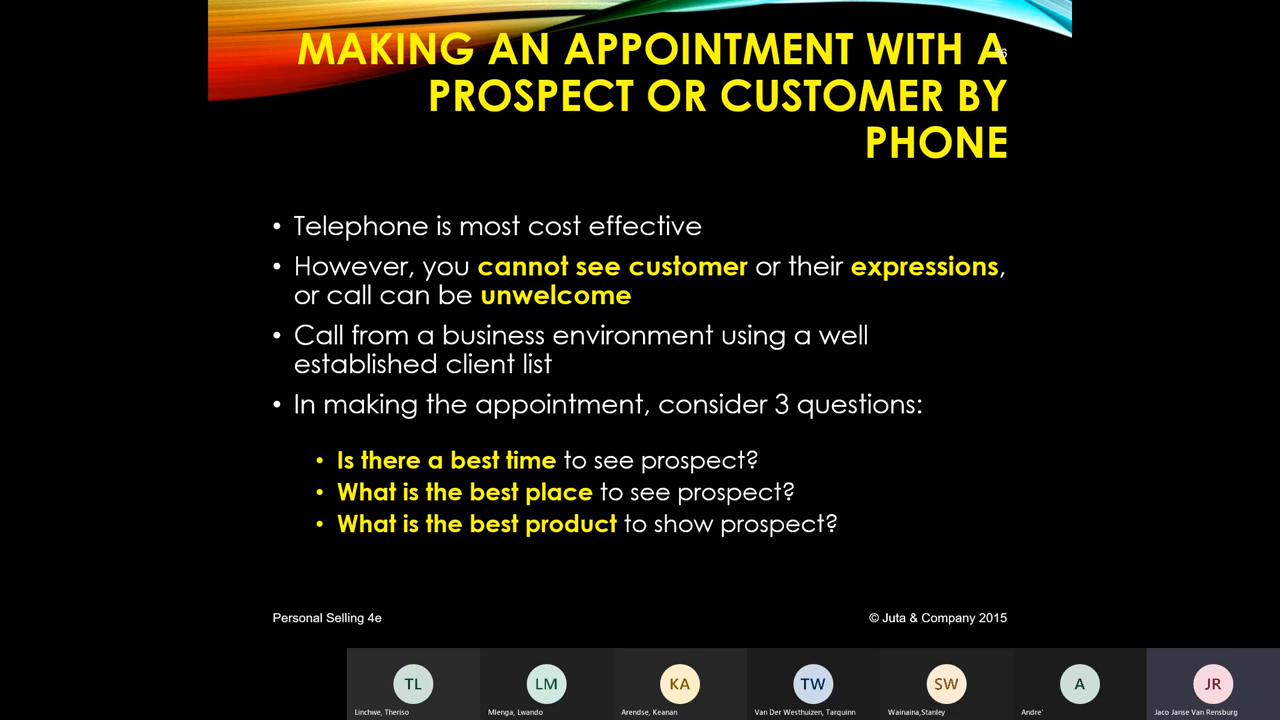 MAKING AN APPOINTMENT WITH A
PROSPECT OR CUSTOMER BY
PHONE
• Telephone is most cost effective
• However, you cannot see customer or their expressions,
or call can be unwelcome
• Call from a business environment using a well
established client list
• In making the appointment, consider 3 questions:
• Is there a best time to see prospect?
• What is the best place to see prospect?
• What is the best product to show prospect?
Personal Selling 4e
© Juta & Company 2015
TL
LM
KA
TW
SW
A
JR
Linchwe, Theriso
Mlenga, Lwando
Arendse, Keanan
Van Der Westhuizen, Tarquinn
Wainaina,Stanley
Andre'
Jaco Janse Van Rensburg